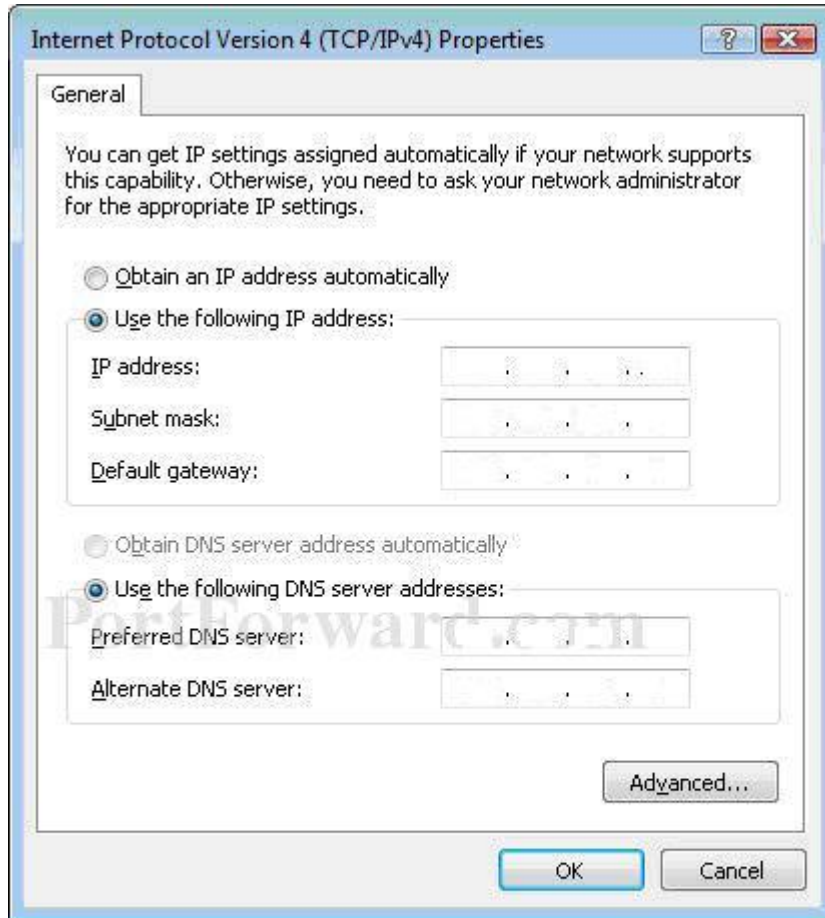 Internet Protocol Version 4 (TCP/IPv4) Properties
General
You can get IP settings assigned automatically if your network supports
this capability. Otherwise, you need to ask your network administrator
for the appropriate IP settings.
Obtain an IP address automatically
Use the following IP address:
IP address:
Subnet mask:
Default gateway:
Obtain DNS server address automatically
Use the following DNS server addresses:
PortForward.com
Preferred DNS server:
Alternate DNS server:
Advanced...
OK Cancel